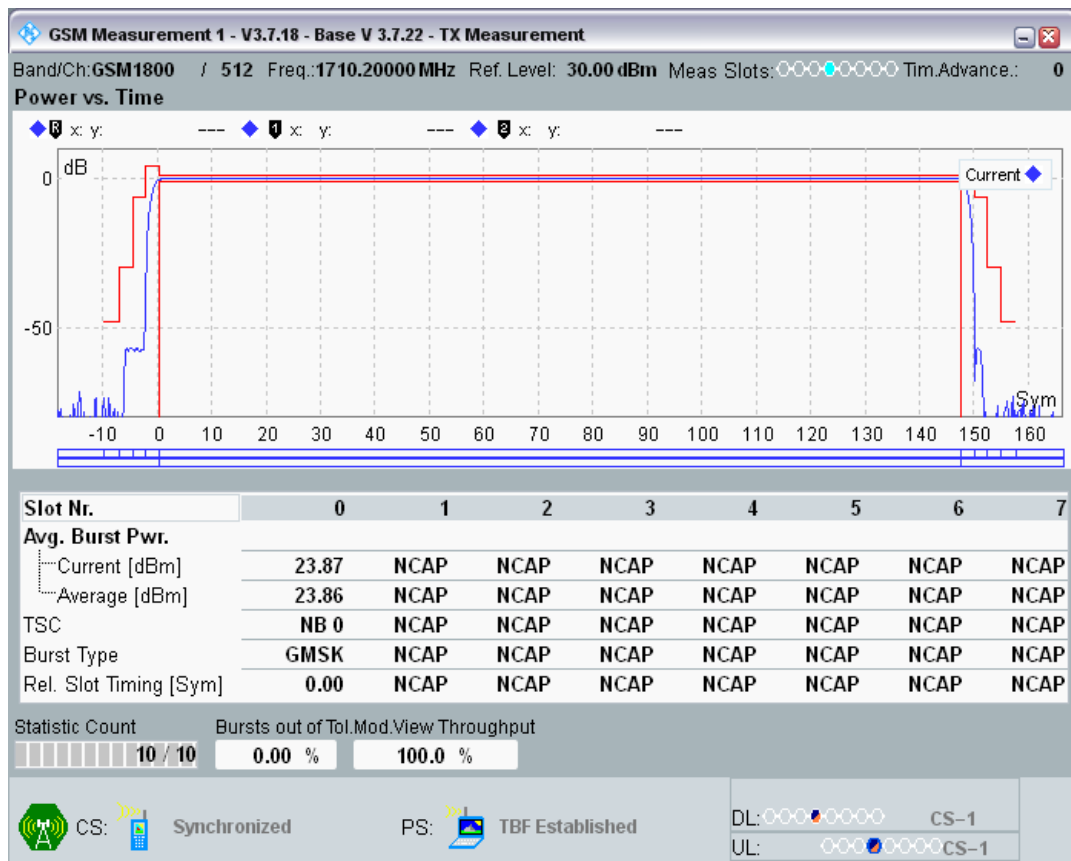 GSM Measurement 1 - V3.7.18 - Base V 3.7.22 - TX Measurement
Band/Ch:GSM1800 / 512 Freq.:1710.20000 MHz Ref. Level: 30.00 dBm Meas Slots: Tim.Advance.: 0
Power vs. Time
R x: y: --- 1 x: y: --- 2 x: y: ---
dB
0
Current
-50
Sym
-10 0 10 20 30 40 50 60 70 80 90 100 110 120 130 140 150 160
Slot Nr. 0 1 2 3 4 5 6 7
Avg. Burst Pwr.
Current [dBm] 23.87 NCAP NCAP NCAP NCAP NCAP NCAP NCAP
Average [dBm] 23.86 NCAP NCAP NCAP NCAP NCAP NCAP NCAP
TSC NB 0 NCAP NCAP NCAP NCAP NCAP NCAP NCAP
Burst Type GMSK NCAP NCAP NCAP NCAP NCAP NCAP NCAP
Rel. Slot Timing [Sym] 0.00 NCAP NCAP NCAP NCAP NCAP NCAP NCAP
Statistic Count Bursts out of Tol.Mod.View Throughput
10 / 10 0.00 % 100.0 %
CS: Synchronized PS: TBF Established
DL: CS-1
UL: CS-1